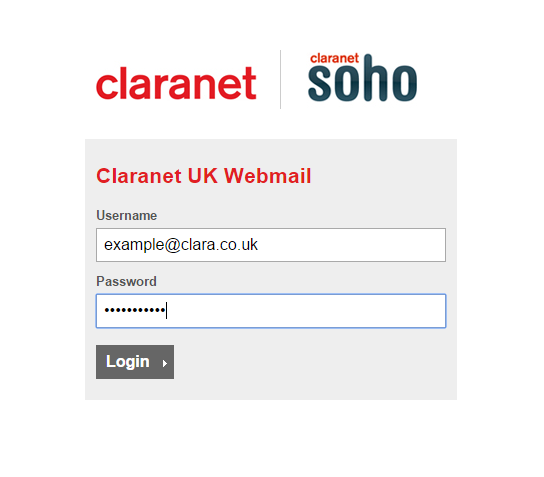 claranet
claranet
soho
Claranet UK Webmail
Username
example@clara.co.uk
Password
•••••••••••
Login